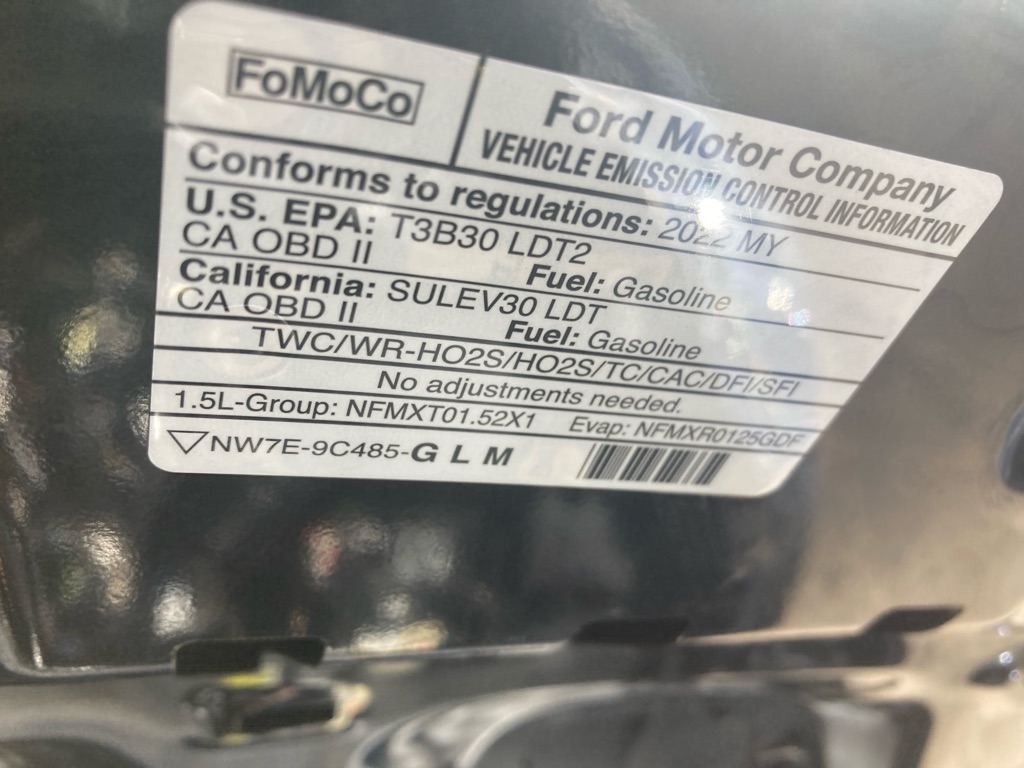 FoMoCo
Ford Motor Company
VEHICLE EMISSION CONTROL INFORMATION
Conforms to regulations: 2022 MY
U.S. EPA: T3B30 LDT2
CA OBD II Fuel: Gasoline
California: SULEV30 LDT
CA OBD II Fuel: Gasoline
TWC/WR-HO2S/HO2S/TC/CAC/DFI/SFI
No adjustments needed.
1.5L-Group: NFMXT01.52X1 Evap: NFMXR0125GDF
NW7E-9C485-G L M